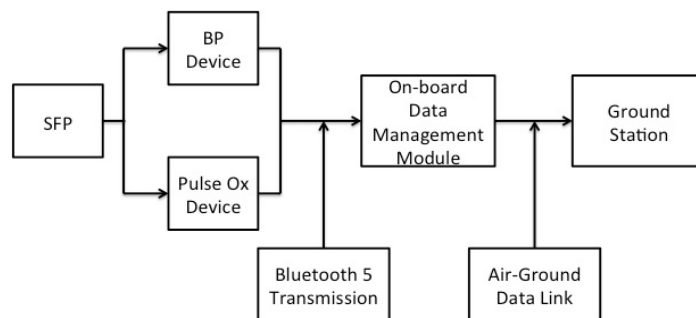 SFP
BP
Device
Pulse Ox
Device
On-board
Data
Management
Module
Ground
Station
Bluetooth 5
Transmission
Air-Ground
Data Link